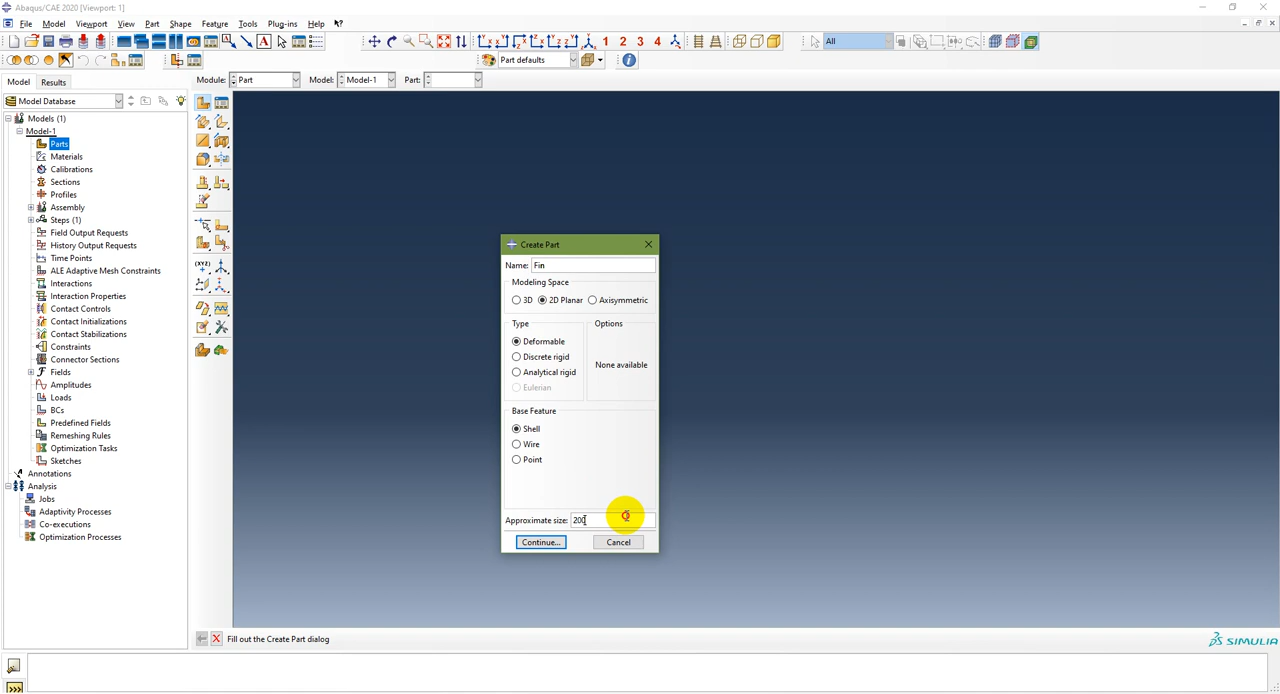 Abaqus/CAE 2020 [Viewport: 1]
File Model Viewport View Part Shape Feature Tools Plug-ins Help
1 2 3 4 All
Part defaults
Model Results Module: Part Model: Model-1 Part:
Model Database
Models (1)
Model-1
Parts
Materials
Calibrations
Sections
Profiles
Assembly
Steps (1)
Field Output Requests
History Output Requests
Time Points
ALE Adaptive Mesh Constraints
Interactions
Interaction Properties
Contact Controls
Contact Initializations
Contact Stabilizations
Constraints
Connector Sections
Fields
Amplitudes
Loads
BCs
Predefined Fields
Remeshing Rules
Optimization Tasks
Sketches
Annotations
Analysis
Jobs
Adaptivity Processes
Co-executions
Optimization Processes
Create Part
Name: Fin
Modeling Space
3D 2D Planar Axisymmetric
Type Options
Deformable
Discrete rigid
None available
Analytical rigid
Eulerian
Base Feature
Shell
Wire
Point
Approximate size: 200
Continue... Cancel
Fill out the Create Part dialog
SIMULIA